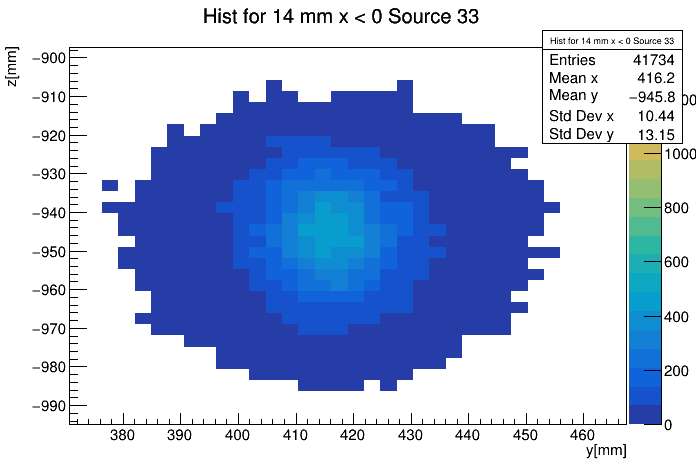 Hist for 14 mm x < 0 Source 33
Hist for 14 mm x < 0 Source 33
Entries 41734
Mean x 416.2
Mean y −945.8
Std Dev x 10.44
Std Dev y 13.15
z[mm]
−900
−910
−920
−930
−940
−950
−960
−970
−980
−990
380 390 400 410 420 430 440 450 460
y[mm]
1000
800
600
400
200
0